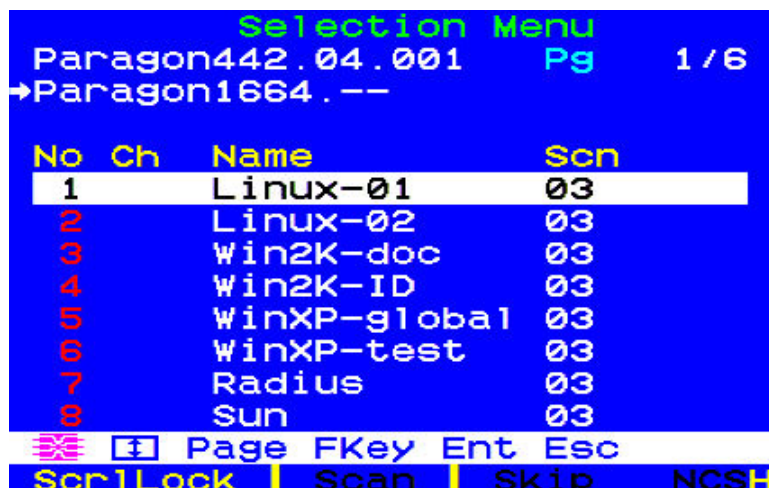 Selection Menu
Paragon442.04.001 Pg 1/6
→Paragon1664.--
No Ch Name Scn
1 Linux-01 03
2 Linux-02 03
3 Win2K-doc 03
4 Win2K-ID 03
5 WinXP-global 03
6 WinXP-test 03
7 Radius 03
8 Sun 03
Page FKey Ent Esc
ScrlLock Scan Skip NCSH